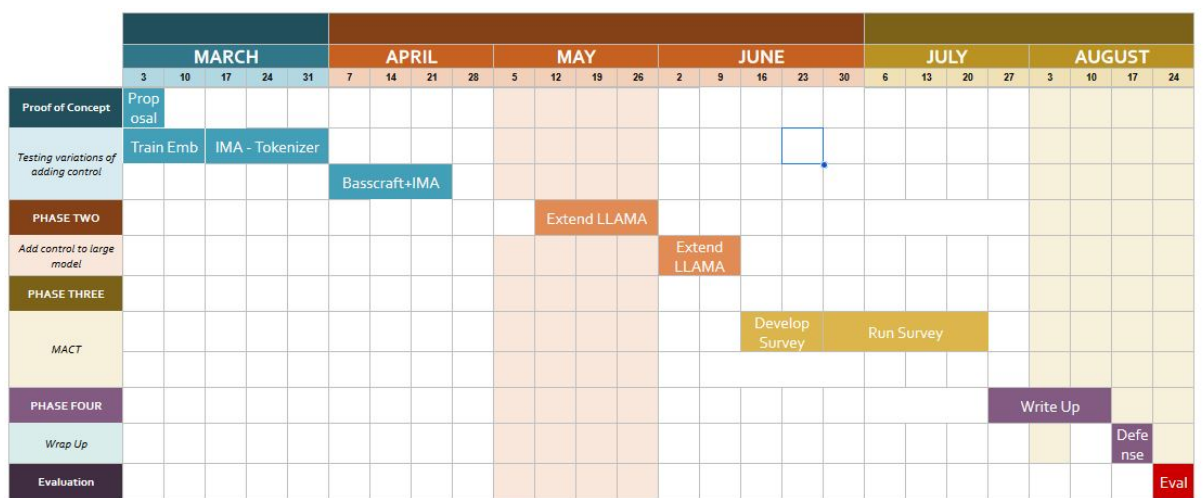 MARCH APRIL MAY JUNE JULY AUGUST
3 10 17 24 31 7 14 21 28 5 12 19 26 2 9 16 23 30 6 13 20 27 3 10 17 24
Proof of Concept
Prop
osal
Testing variations of
adding control
Train Emb IMA - Tokenizer
Basscraft+IMA
PHASE TWO
Extend LLAMA
Add control to large
model
Extend
LLAMA
PHASE THREE
MACT
Develop
Survey
Run Survey
PHASE FOUR
Write Up
Wrap Up
Defe
nse
Evaluation
Eval